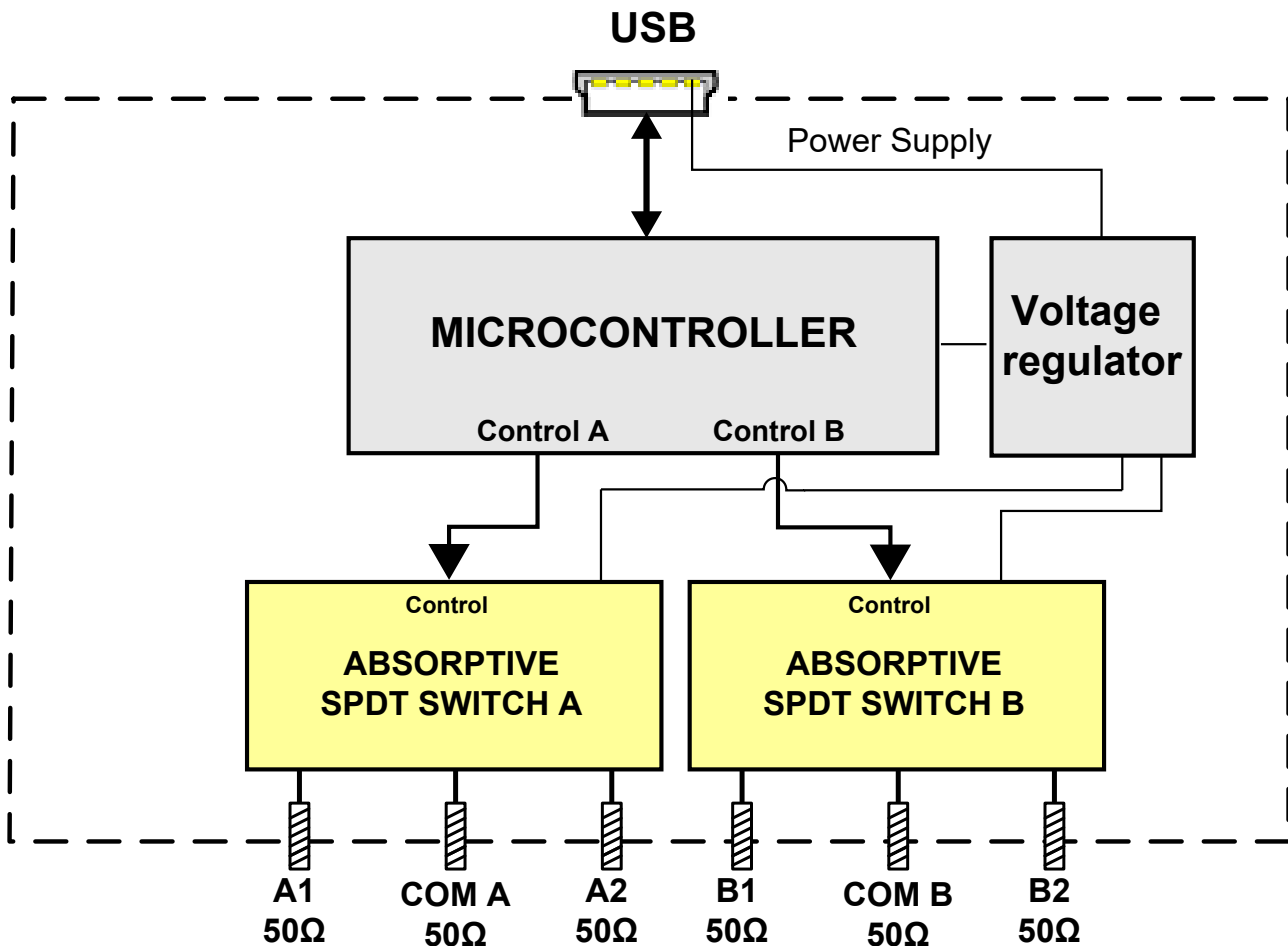 USB
Power Supply
MICROCONTROLLER
Voltage
regulator
Control A
Control B
Control
ABSORPTIVE
SPDT SWITCH A
Control
ABSORPTIVE
SPDT SWITCH B
A1
50Ω
COM A
50Ω
A2
50Ω
B1
50Ω
COM B
50Ω
B2
50Ω